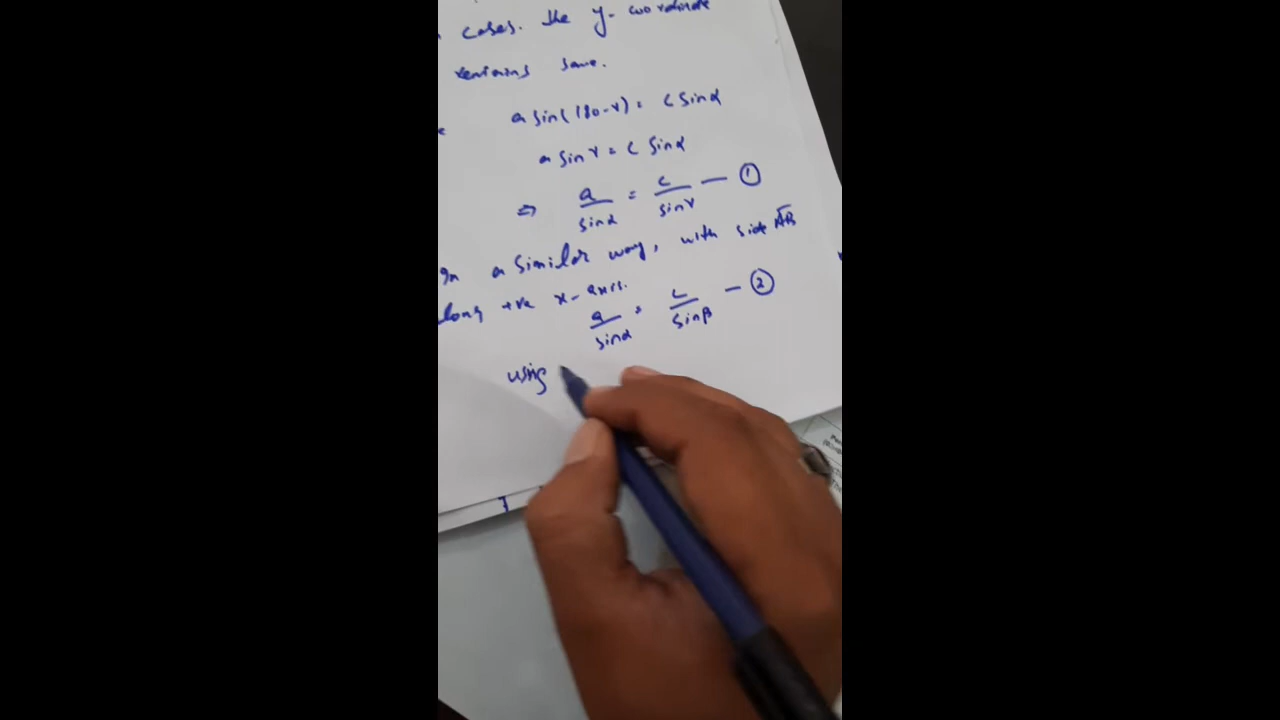 cases. the y- coordinate
remains same.
a sin(180-γ) = c sinα
a sinγ = c sinα
⇒ a/sinα = c/sinγ — ①
In a similar way, with side AB
long +ve x-axis.
a/sinα = c/sinβ — ②
using